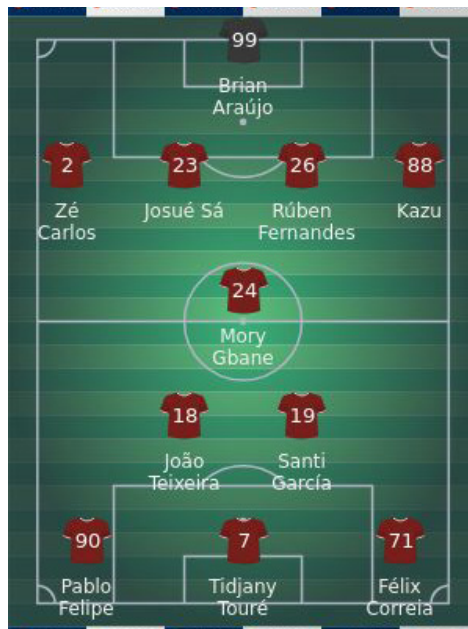 99
Brian
Araújo
2 23 26 88
Zé Josué Sá Rúben Kazu
Carlos Fernandes
24
Mory
Gbane
18 19
João Santi
Teixeira García
90 7 71
Pablo Tidjany Félix
Felipe Touré Correia